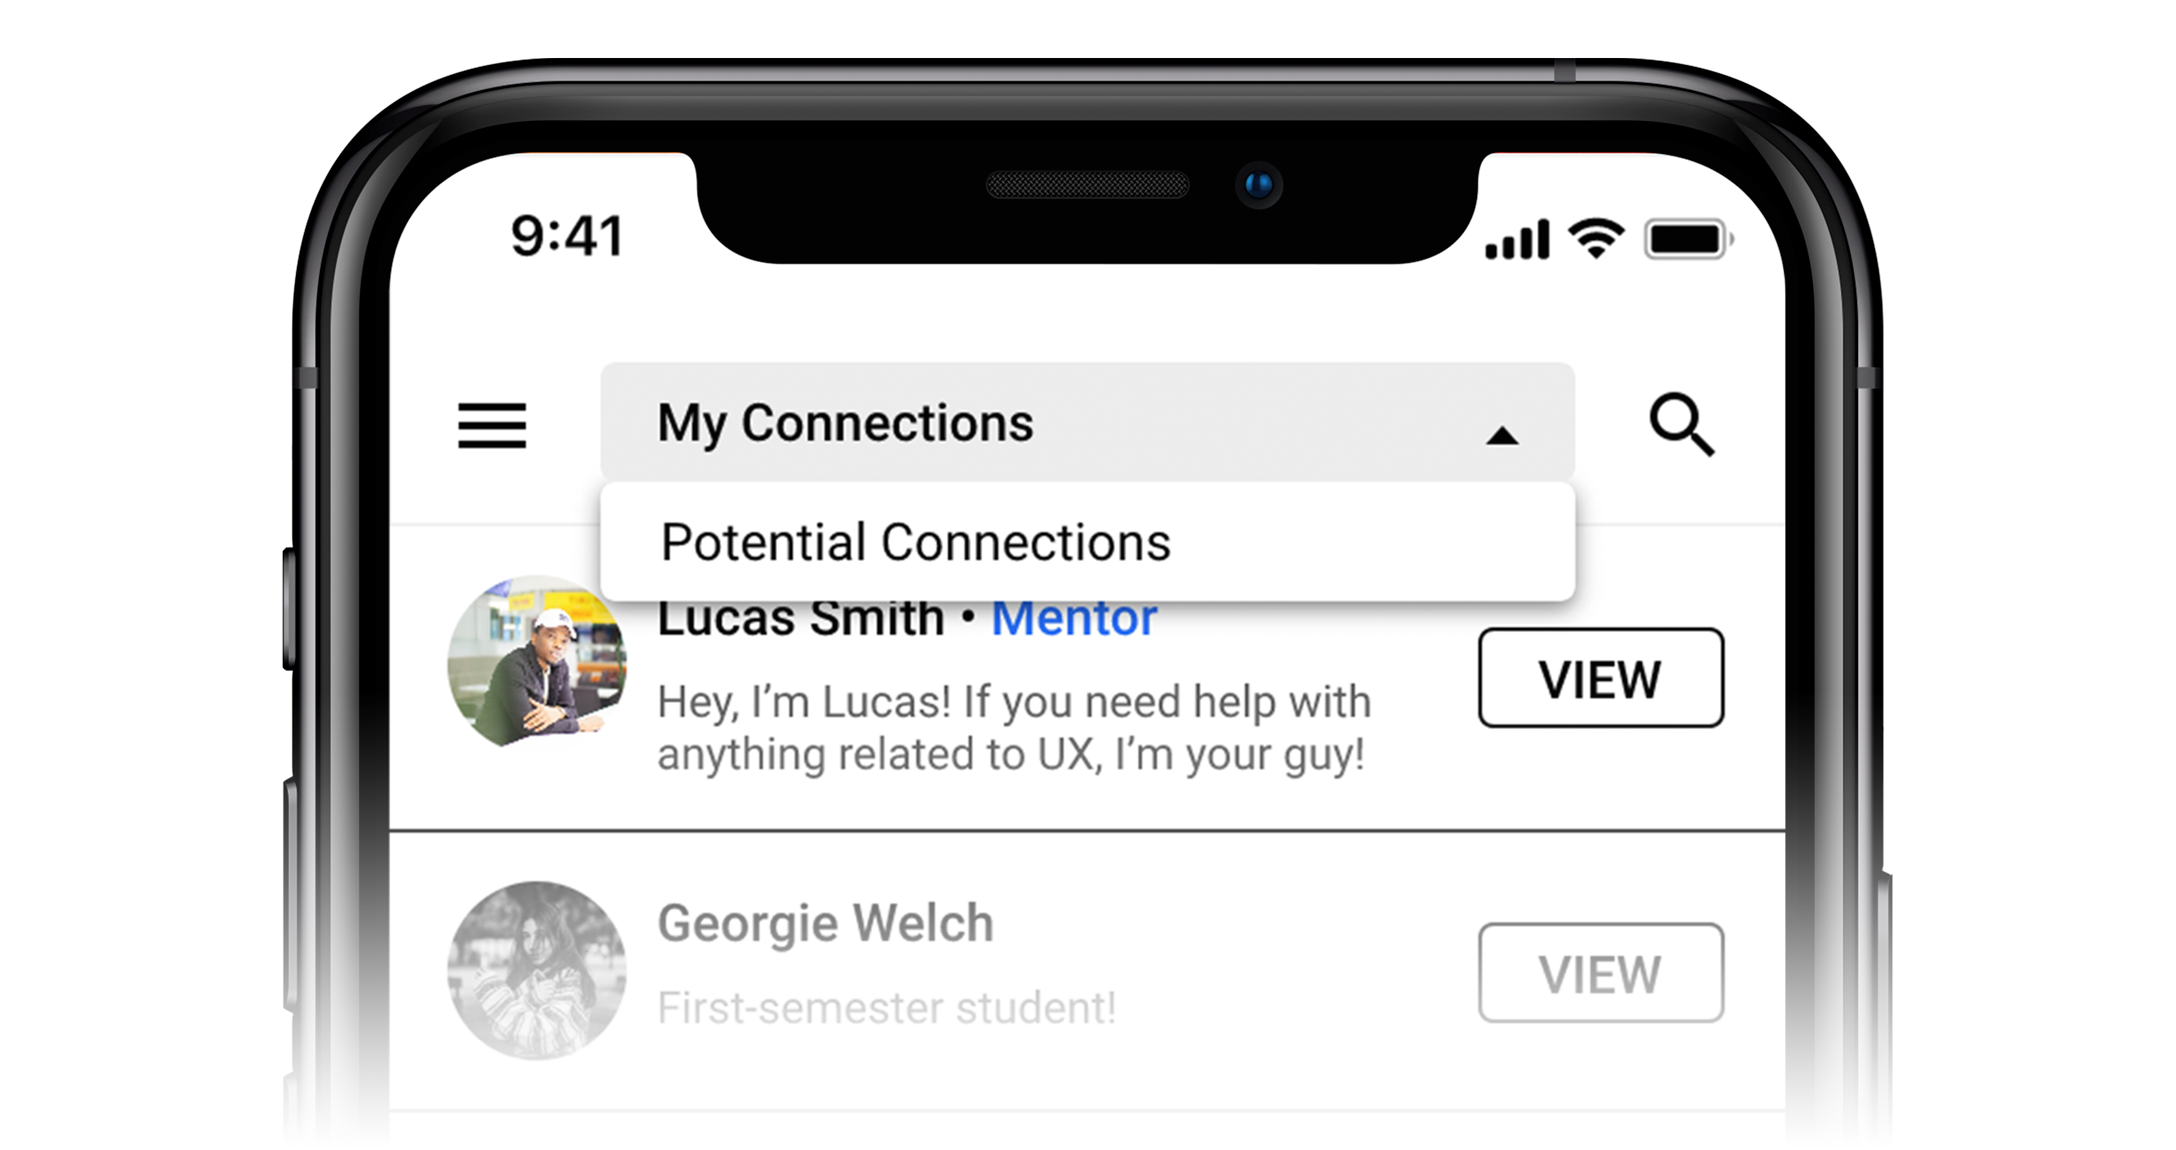 9:41
My Connections
Potential Connections
Lucas Smith • Mentor
Hey, I’m Lucas! If you need help with
anything related to UX, I’m your guy!
VIEW
Georgie Welch
First-semester student!
VIEW